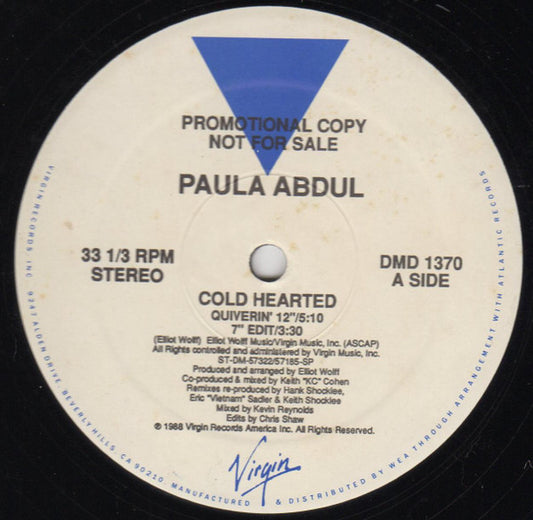 PROMOTIONAL COPY
NOT FOR SALE
PAULA ABDUL
33 1/3 RPM
STEREO
DMD 1370
A SIDE
COLD HEARTED
QUIVERIN' 12"/5:10
7" EDIT/3:30
(Elliot Wolff) Elliot Wolff Music/Virgin Music, Inc. (ASCAP)
All Rights controlled and administered by Virgin Music, Inc.
ST-DM-57322/57185-SP
Produced and arranged by Elliot Wolff
Co-produced & mixed by Keith "KC" Cohen
Remixes re-produced by Hank Shocklee,
Eric "Vietnam" Sadler & Keith Shocklee
Mixed by Kevin Reynolds
Edits by Chris Shaw
℗ 1988 Virgin Records America Inc. All Rights Reserved.
Virgin
VIRGIN RECORDS, INC. 9247 ALDEN DRIVE, BEVERLY HILLS, CA 90210. MANUFACTURED & DISTRIBUTED BY WEA THROUGH ARRANGEMENT WITH ATLANTIC RECORDS